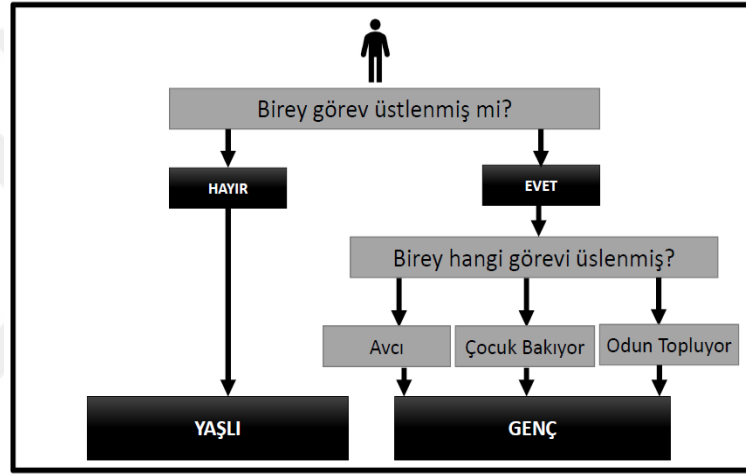 Birey görev üstlenmiş mi?
HAYIR
EVET
Birey hangi görevi üslenmiş?
Avcı
Çocuk Bakıyor
Odun Topluyor
YAŞLI
GENÇ